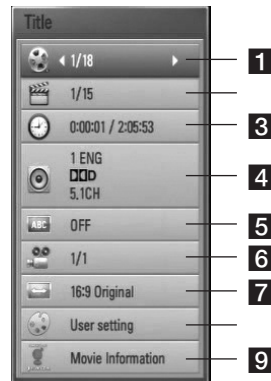 Title
1/18 1
1/15
0:00:01 / 2:05:53 3
1 ENG
DD D
5.1CH 4
ABC OFF 5
1/1 6
16:9 Original 7
User setting
Movie Information 9